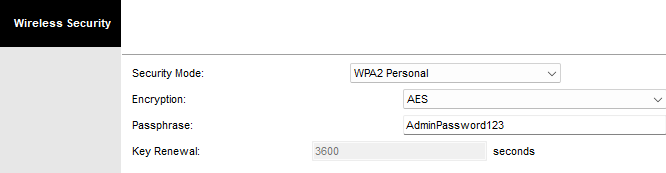 Wireless Security
Security Mode: WPA2 Personal
Encryption: AES
Passphrase: AdminPassword123
Key Renewal: 3600 seconds